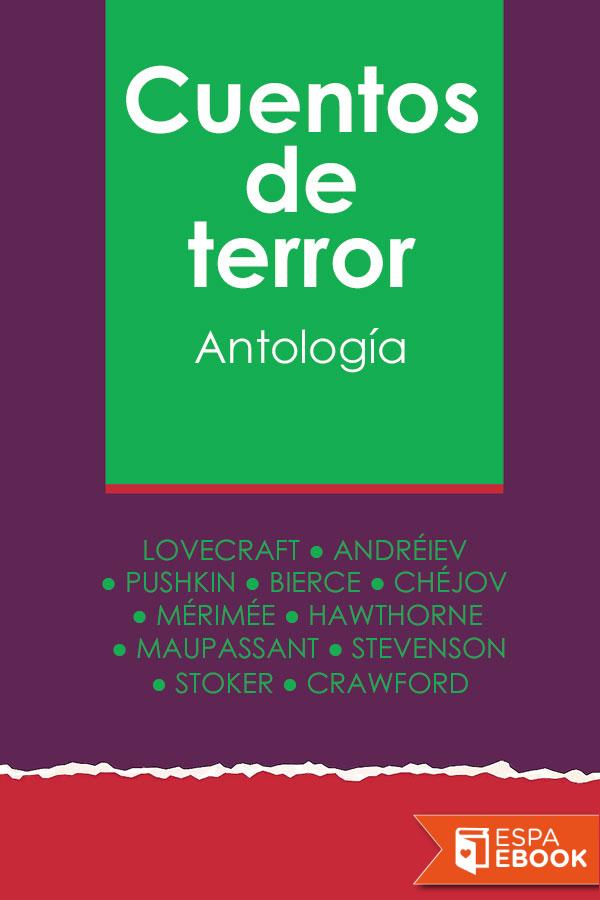 Cuentos
de
terror
Antología
LOVECRAFT ● ANDRÉIEV
● PUSHKIN ● BIERCE ● CHÉJOV
● MÉRIMÉE ● HAWTHORNE
● MAUPASSANT ● STEVENSON
● STOKER ● CRAWFORD
ESPA
EBOOK